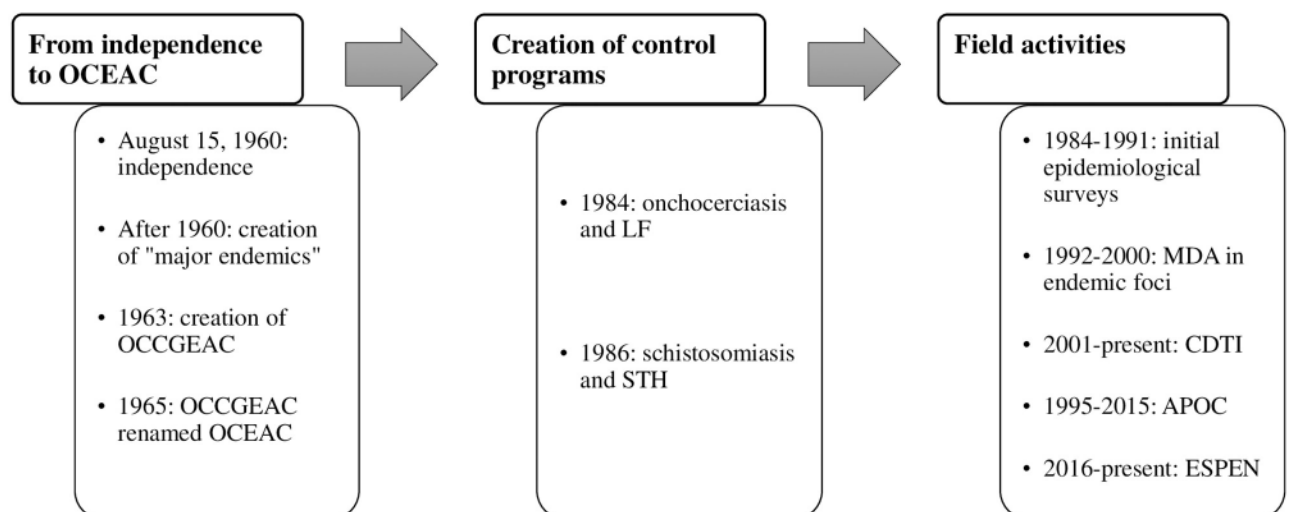 From independence
to OCEAC
• August 15, 1960:
independence
• After 1960: creation
of "major endemics"
• 1963: creation of
OCCGEAC
• 1965: OCCGEAC
renamed OCEAC
Creation of control
programs
• 1984: onchocerciasis
and LF
• 1986: schistosomiasis
and STH
Field activities
• 1984-1991: initial
epidemiological
surveys
• 1992-2000: MDA in
endemic foci
• 2001-present: CDTI
• 1995-2015: APOC
• 2016-present: ESPEN